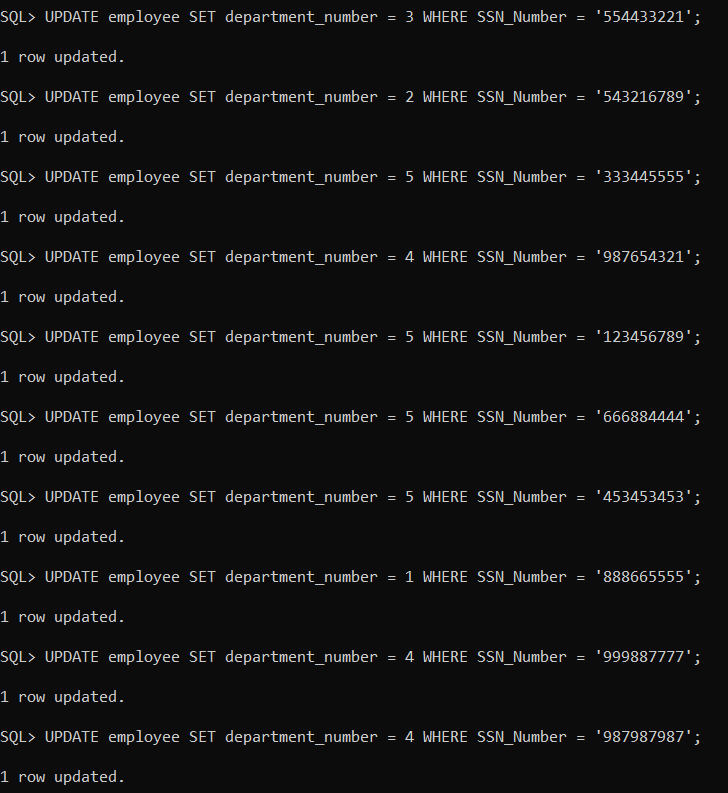 SQL> UPDATE employee SET department_number = 3 WHERE SSN_Number = '554433221';
1 row updated.
SQL> UPDATE employee SET department_number = 2 WHERE SSN_Number = '543216789';
1 row updated.
SQL> UPDATE employee SET department_number = 5 WHERE SSN_Number = '333445555';
1 row updated.
SQL> UPDATE employee SET department_number = 4 WHERE SSN_Number = '987654321';
1 row updated.
SQL> UPDATE employee SET department_number = 5 WHERE SSN_Number = '123456789';
1 row updated.
SQL> UPDATE employee SET department_number = 5 WHERE SSN_Number = '666884444';
1 row updated.
SQL> UPDATE employee SET department_number = 5 WHERE SSN_Number = '453453453';
1 row updated.
SQL> UPDATE employee SET department_number = 1 WHERE SSN_Number = '888665555';
1 row updated.
SQL> UPDATE employee SET department_number = 4 WHERE SSN_Number = '999887777';
1 row updated.
SQL> UPDATE employee SET department_number = 4 WHERE SSN_Number = '987987987';
1 row updated.